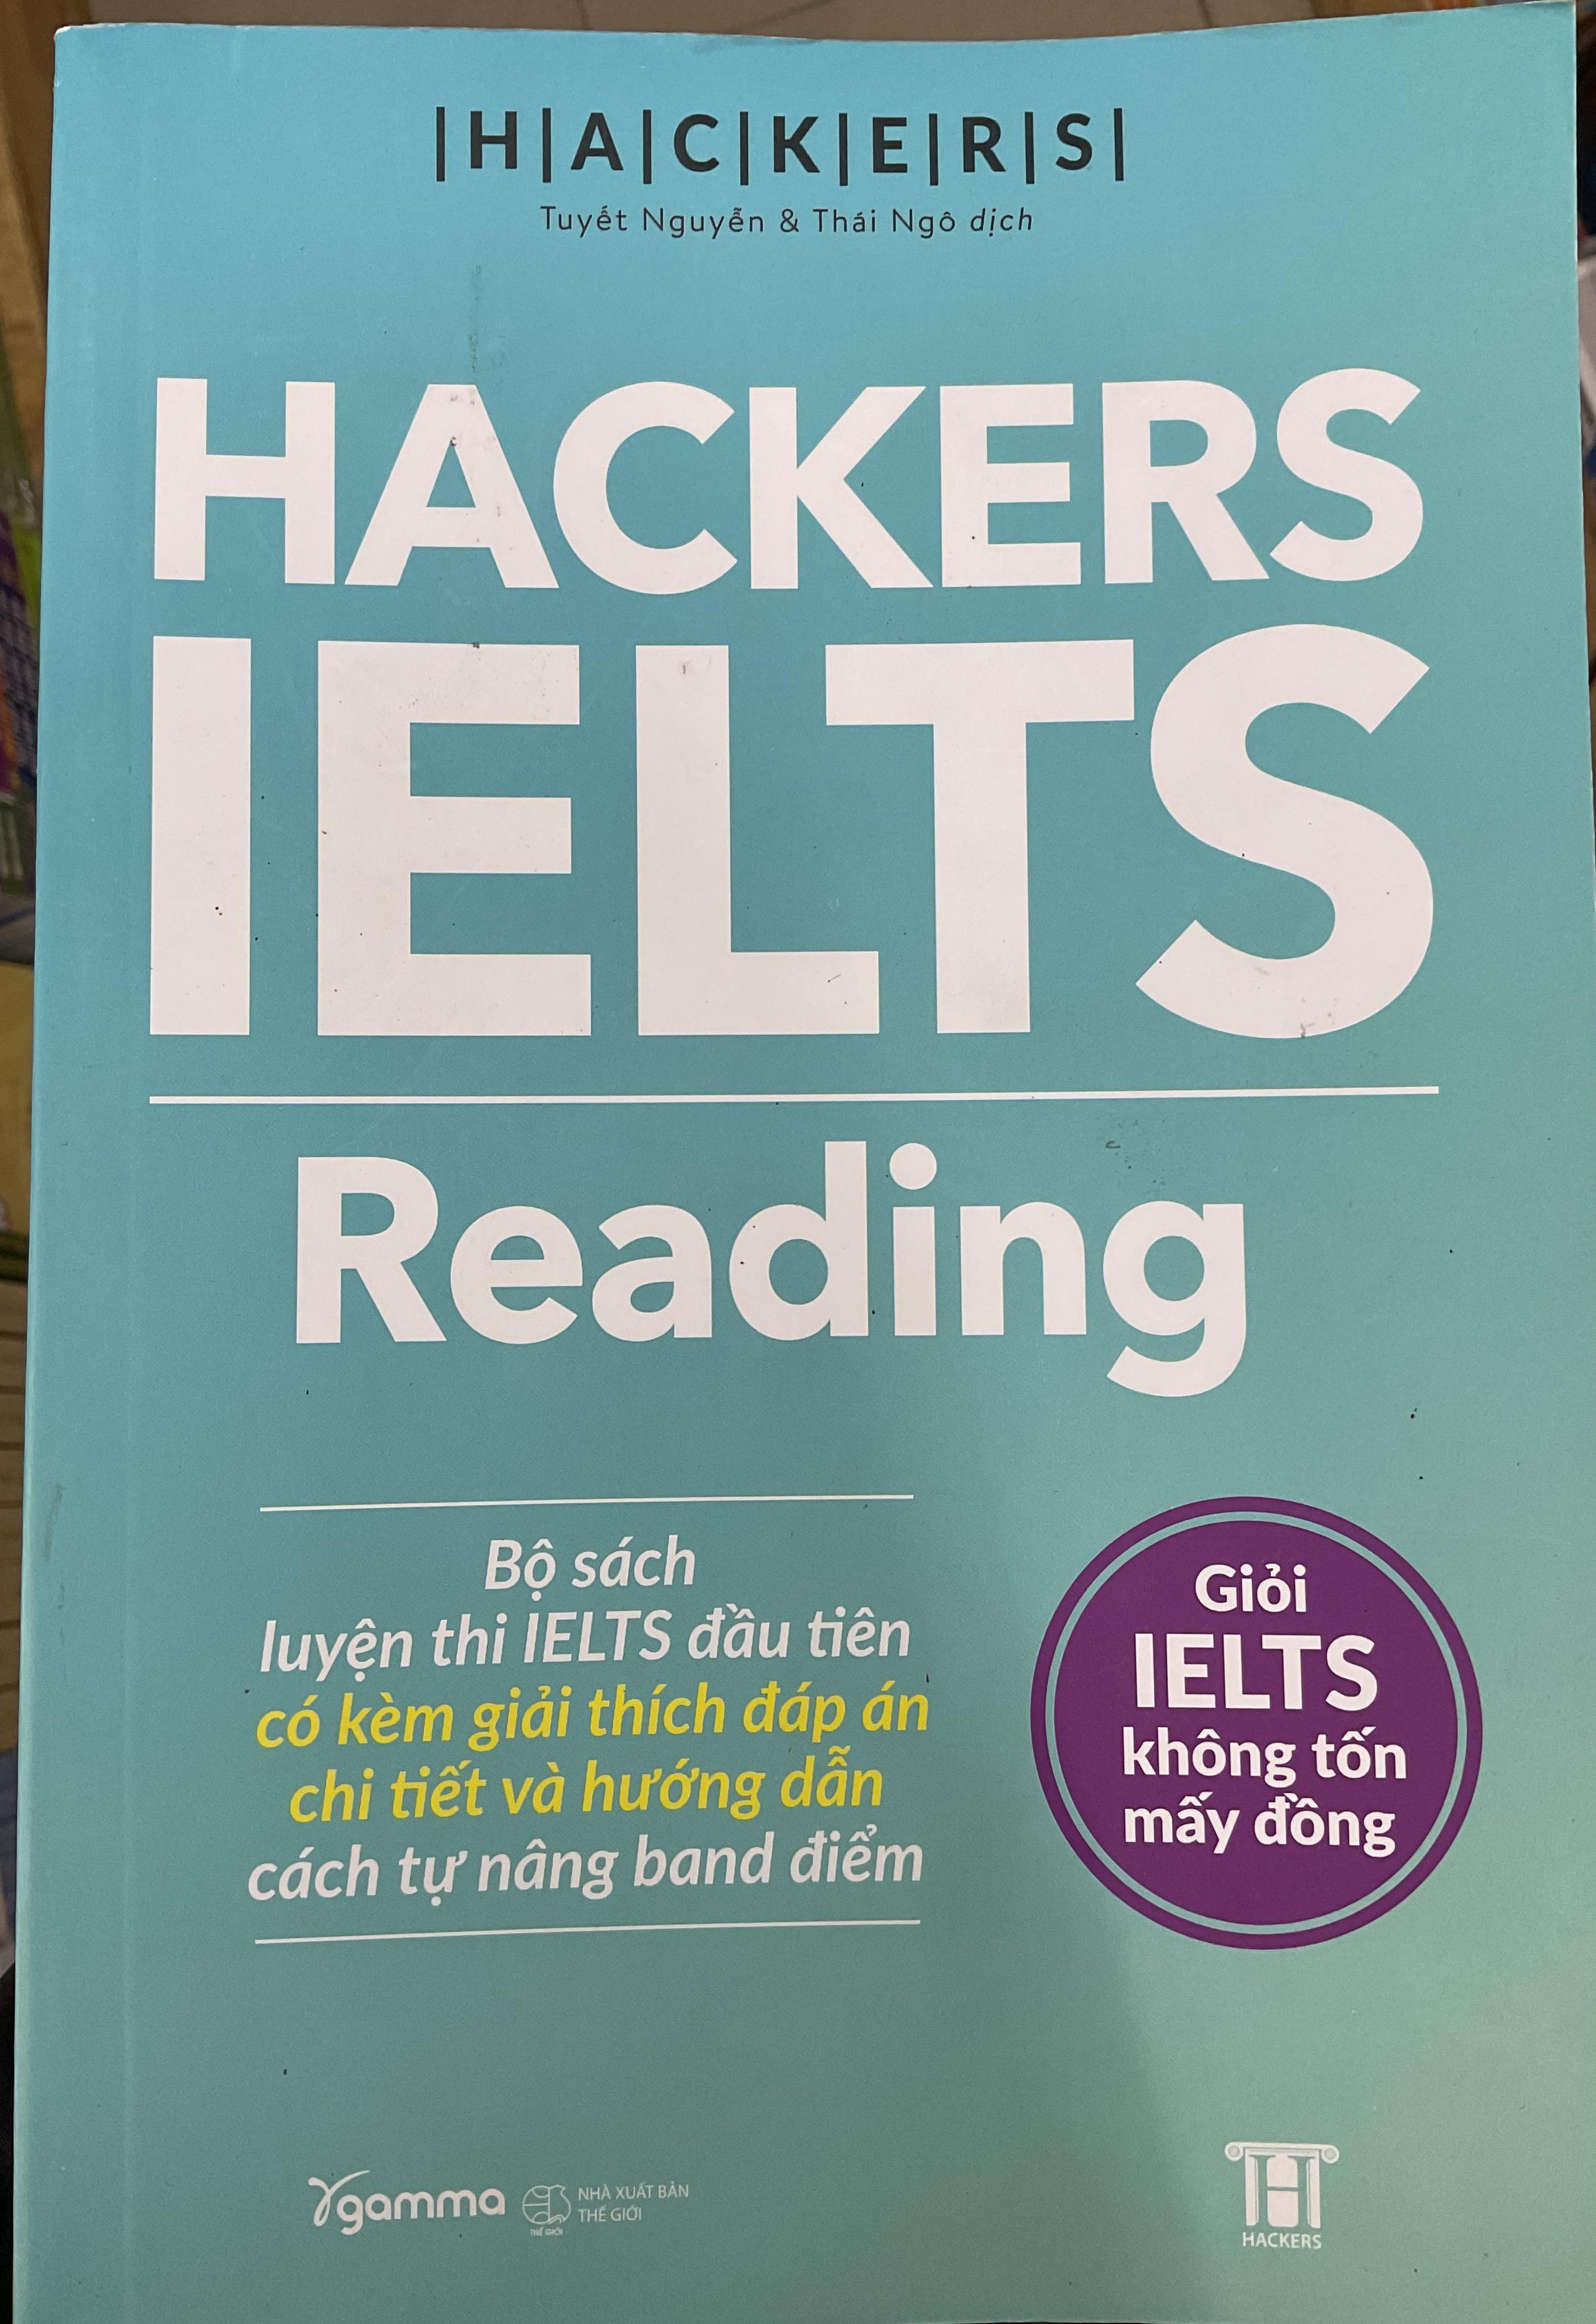 |H|A|C|K|E|R|S|
Tuyết Nguyễn & Thái Ngô dịch
HACKERS
IELTS
Reading
Bộ sách
luyện thi IELTS đầu tiên
có kèm giải thích đáp án
chi tiết và hướng dẫn
cách tự nâng band điểm
Giỏi
IELTS
không tốn
mấy đồng
gamma
THẾ GIỚI
NHÀ XUẤT BẢN
THẾ GIỚI
H
HACKERS